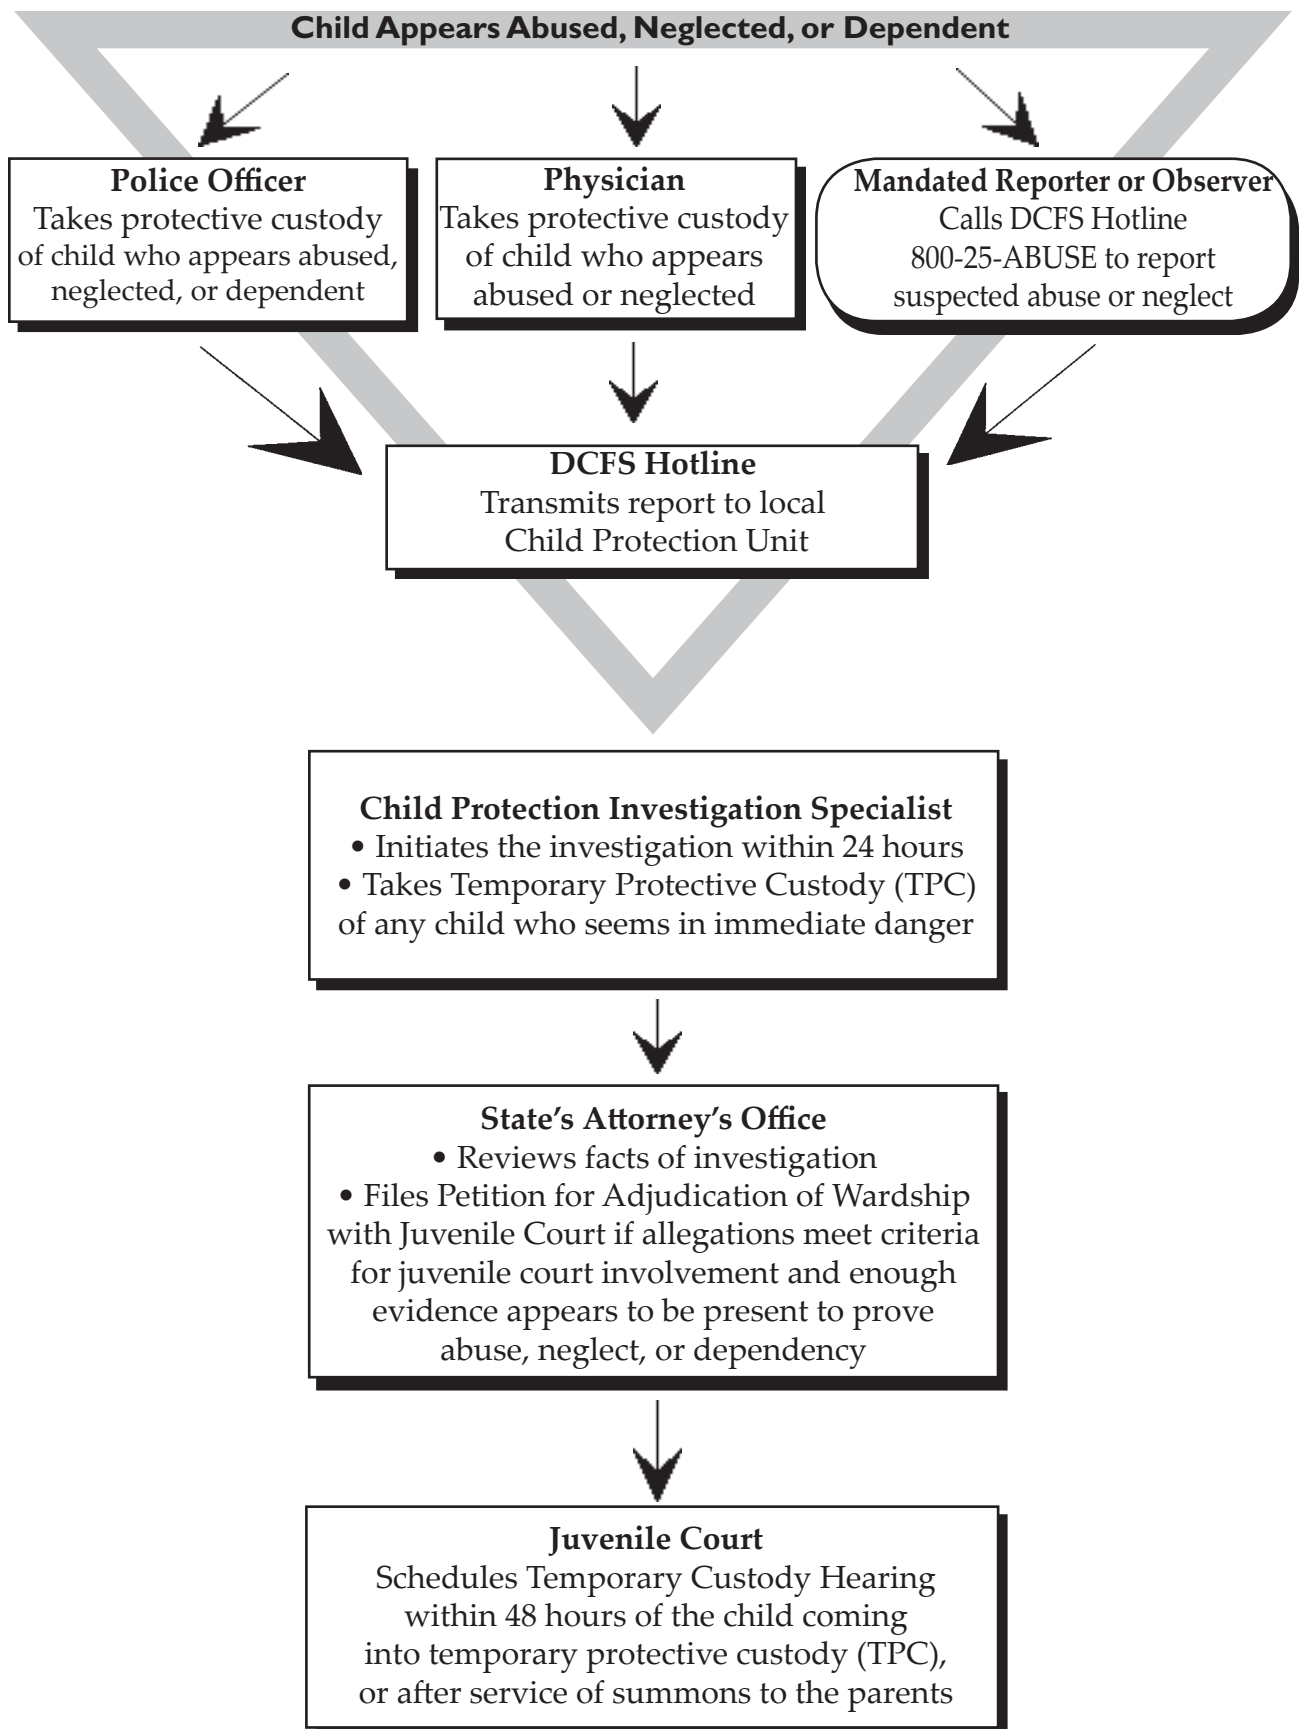 Child Appears Abused, Neglected, or Dependent
Police Officer
Takes protective custody
of child who appears abused,
neglected, or dependent
Physician
Takes protective custody
of child who appears
abused or neglected
Mandated Reporter or Observer
Calls DCFS Hotline
800-25-ABUSE to report
suspected abuse or neglect
DCFS Hotline
Transmits report to local
Child Protection Unit
Child Protection Investigation Specialist
• Initiates the investigation within 24 hours
• Takes Temporary Protective Custody (TPC)
of any child who seems in immediate danger
State’s Attorney’s Office
• Reviews facts of investigation
• Files Petition for Adjudication of Wardship
with Juvenile Court if allegations meet criteria
for juvenile court involvement and enough
evidence appears to be present to prove
abuse, neglect, or dependency
Juvenile Court
Schedules Temporary Custody Hearing
within 48 hours of the child coming
into temporary protective custody (TPC),
or after service of summons to the parents